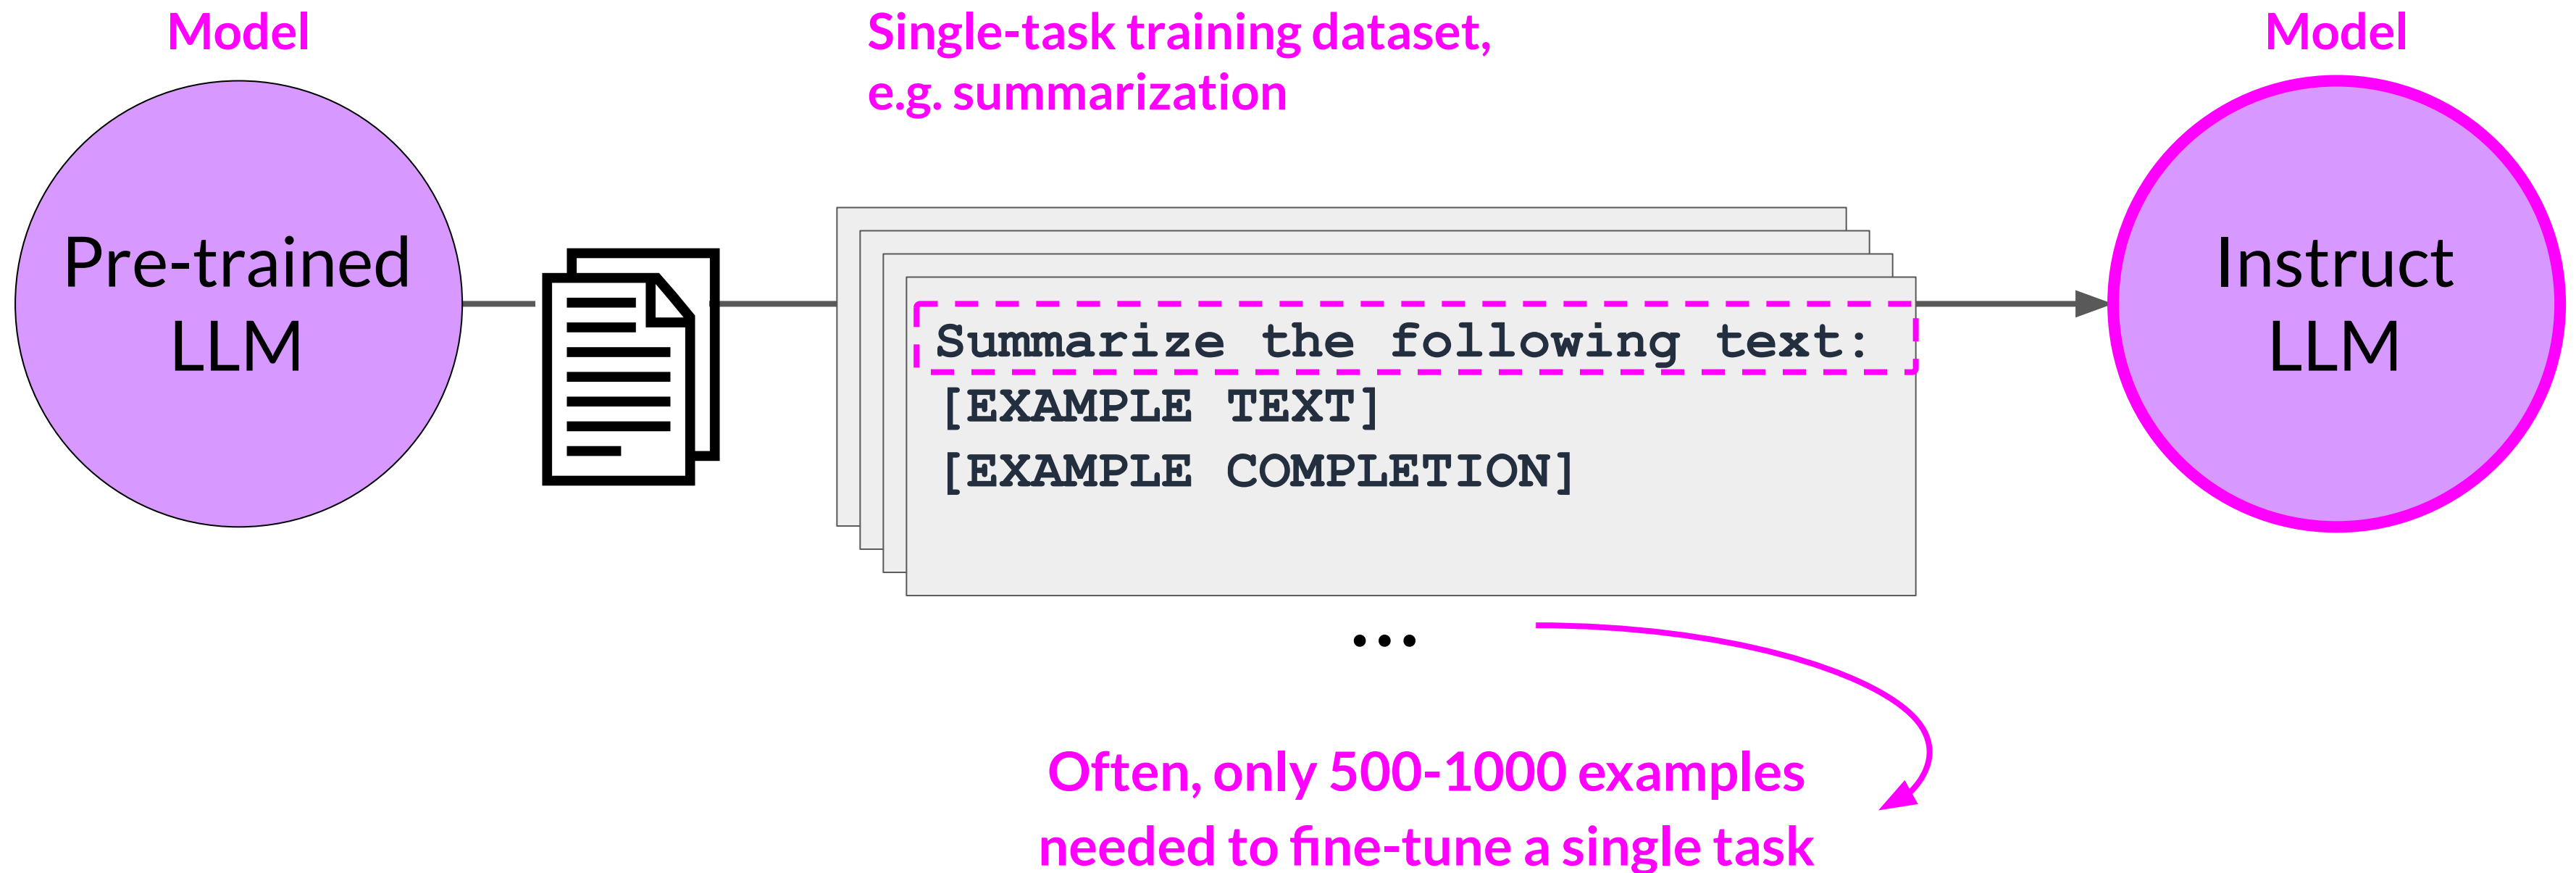 Model
Single-task training dataset,
e.g. summarization
Model
Pre-trained
LLM
Summarize the following text:
[EXAMPLE TEXT]
[EXAMPLE COMPLETION]
...
Instruct
LLM
Often, only 500-1000 examples
needed to fine-tune a single task